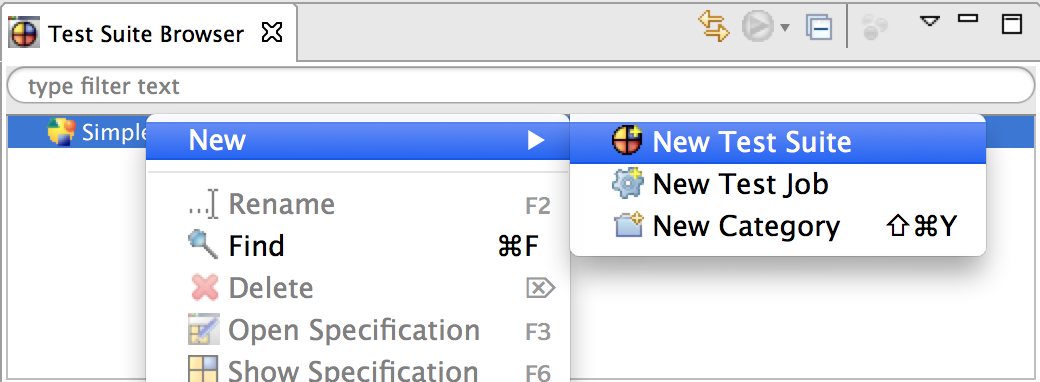 Test Suite Browser
type filter text
Simple
New
New Test Suite
New Test Job
New Category ⇧⌘Y
Rename F2
Find ⌘F
Delete ⌦
Open Specification F3
Show Specification F6